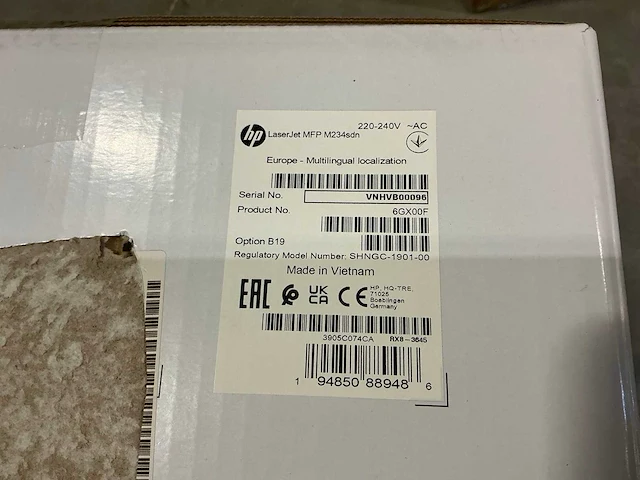 220-240V ~AC
hp LaserJet MFP M234sdn
Europe - Multilingual localization
Serial No. VNHVB00096
Product No. 6GX00F
Option B19
Regulatory Model Number: SHNGC-1901-00
Made in Vietnam
EAC UK CA CE HP, HQ-TRE,
71025
Boeblingen
Germany
3905C074CA RX8-3645
1 94850 88948 6